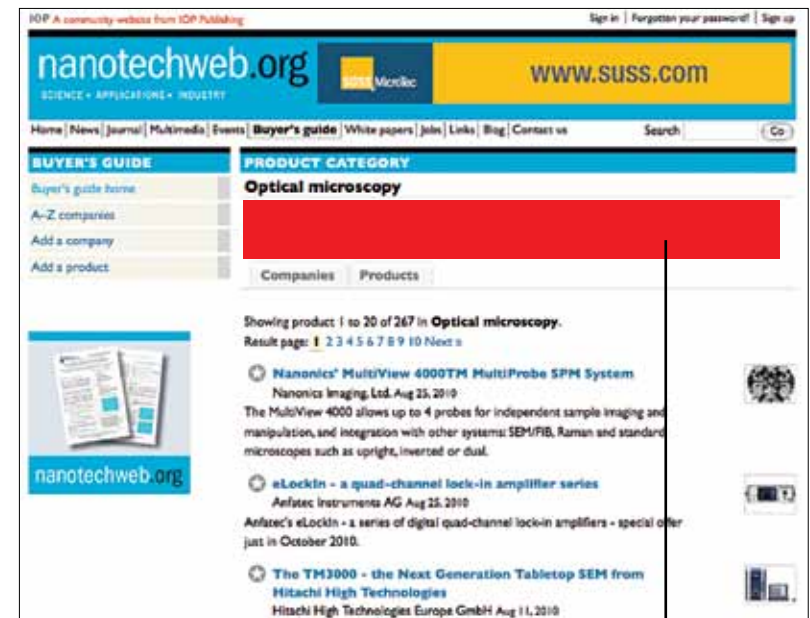 IOP A community website from IOP Publishing
Sign in | Forgotten your password? | Sign up
nanotechweb.org
SCIENCE • APPLICATIONS • INDUSTRY
SUSS MicroTec
www.suss.com
Home | News | Journal | Multimedia | Events | Buyer's guide | White papers | Jobs | Links | Blog | Contact us
Search
Go
BUYER'S GUIDE
Buyer's guide home
A–Z companies
Add a company
Add a product
nanotechweb.org
PRODUCT CATEGORY
Optical microscopy
Companies Products
Showing product 1 to 20 of 267 in Optical microscopy.
Result page: 1 2 3 4 5 6 7 8 9 10 Next »
Nanonics' MultiView 4000TM MultiProbe SPM System
Nanonics Imaging, Ltd. Aug 25, 2010
The MultiView 4000 allows up to 4 probes for independent sample imaging and
manipulation, and integration with other systems: SEM/FIB, Raman and standard
microscopes such as upright, inverted or dual.
eLockIn - a quad-channel lock-in amplifier series
Anfatec Instruments AG Aug 25, 2010
Anfatec's eLockIn - a series of digital quad-channel lock-in amplifiers - special offer
just in October 2010.
The TM3000 - the Next Generation Tabletop SEM from
Hitachi High Technologies
Hitachi High Technologies Europe GmbH Aug 11, 2010